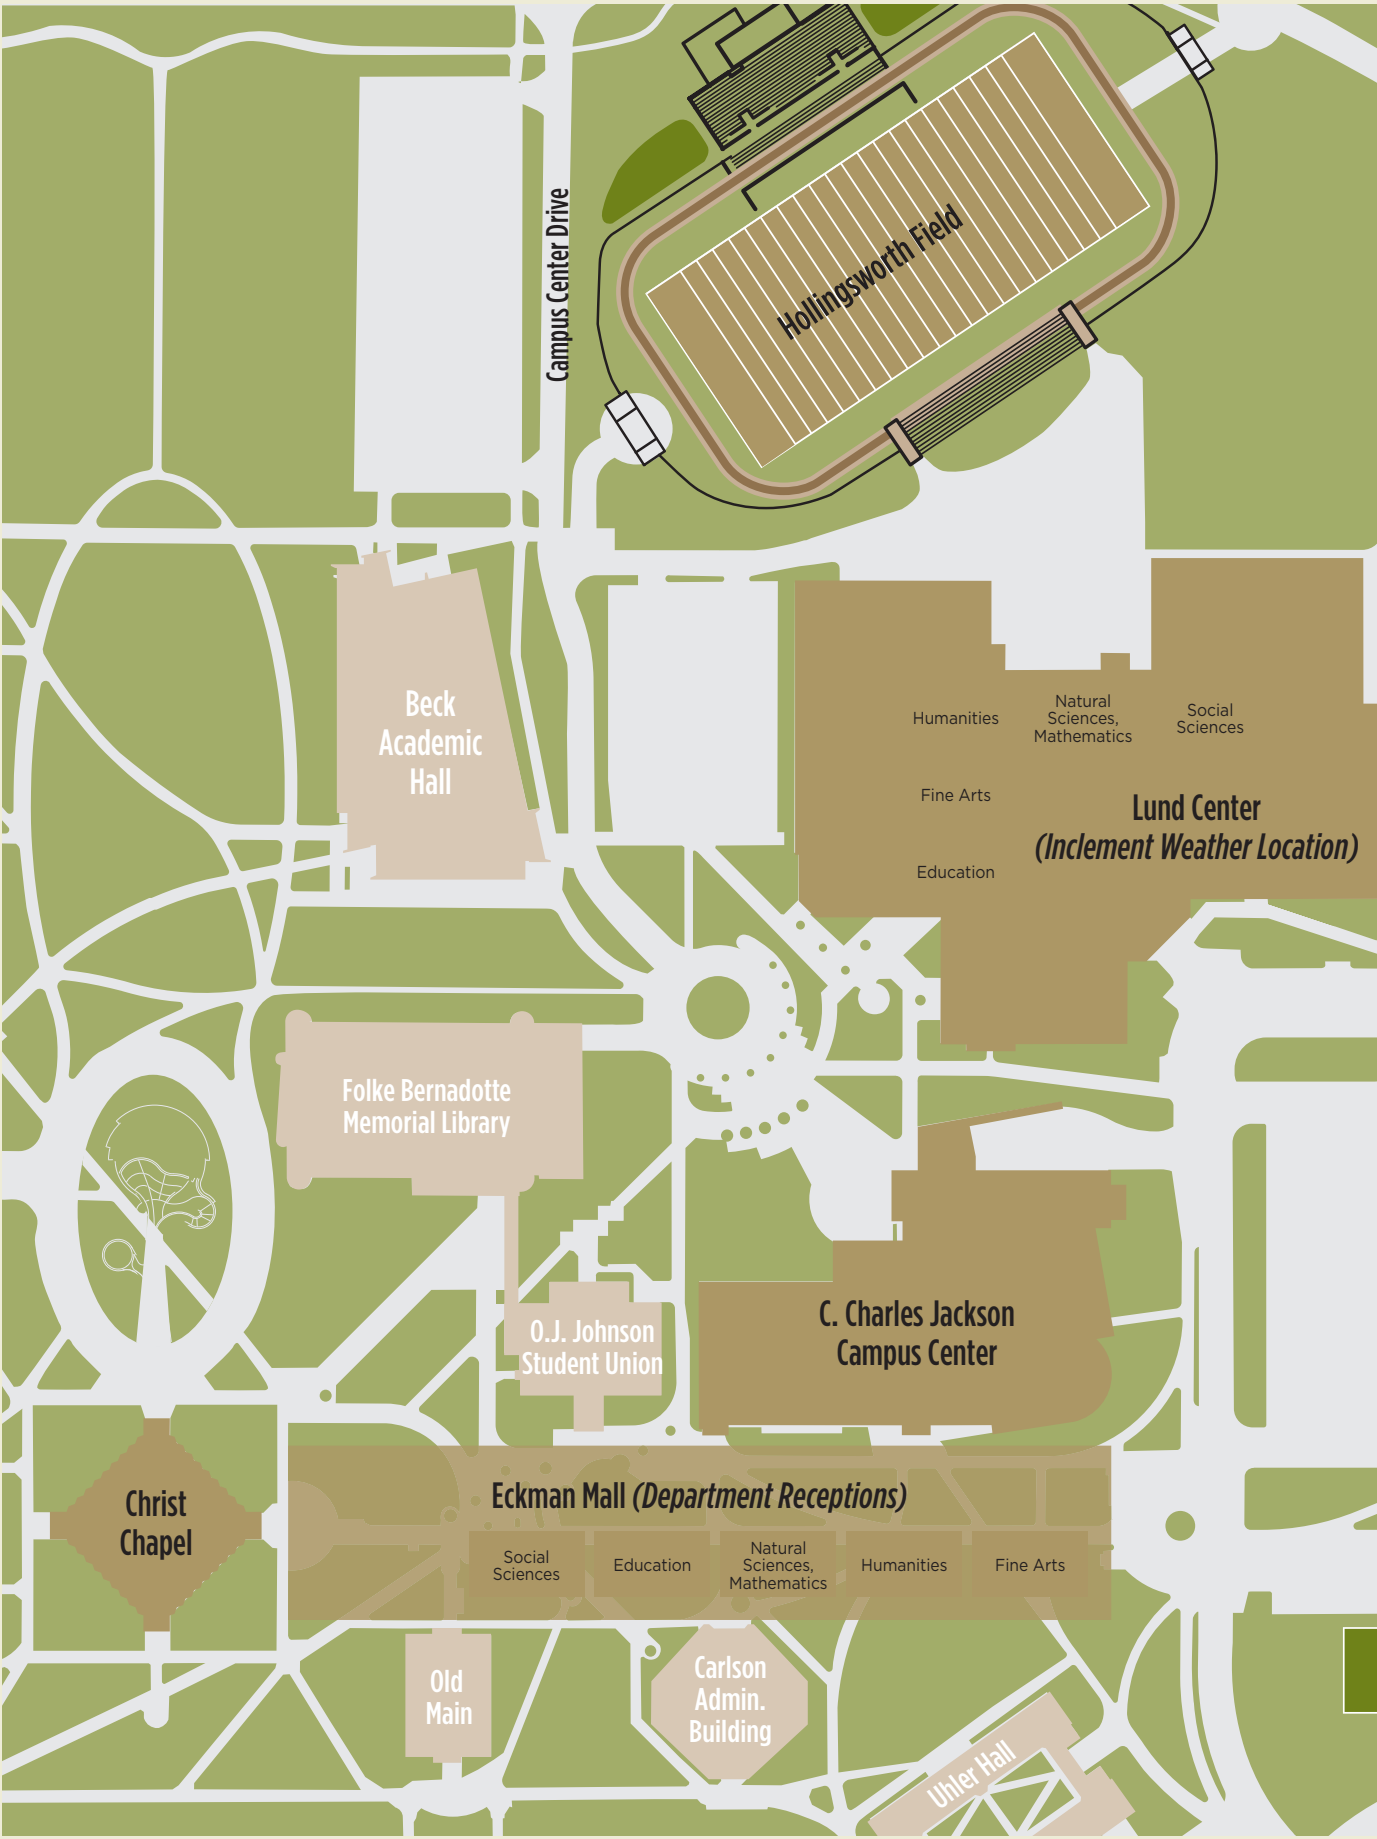 Campus Center Drive
Hollingsworth Field
Beck
Academic
Hall
Humanities
Natural
Sciences,
Mathematics
Social
Sciences
Fine Arts
Education
Lund Center
(Inclement Weather Location)
Folke Bernadotte
Memorial Library
O.J. Johnson
Student Union
C. Charles Jackson
Campus Center
Christ
Chapel
Eckman Mall (Department Receptions)
Social
Sciences
Education
Natural
Sciences,
Mathematics
Humanities
Fine Arts
Old
Main
Carlson
Admin.
Building
Uhler Hall